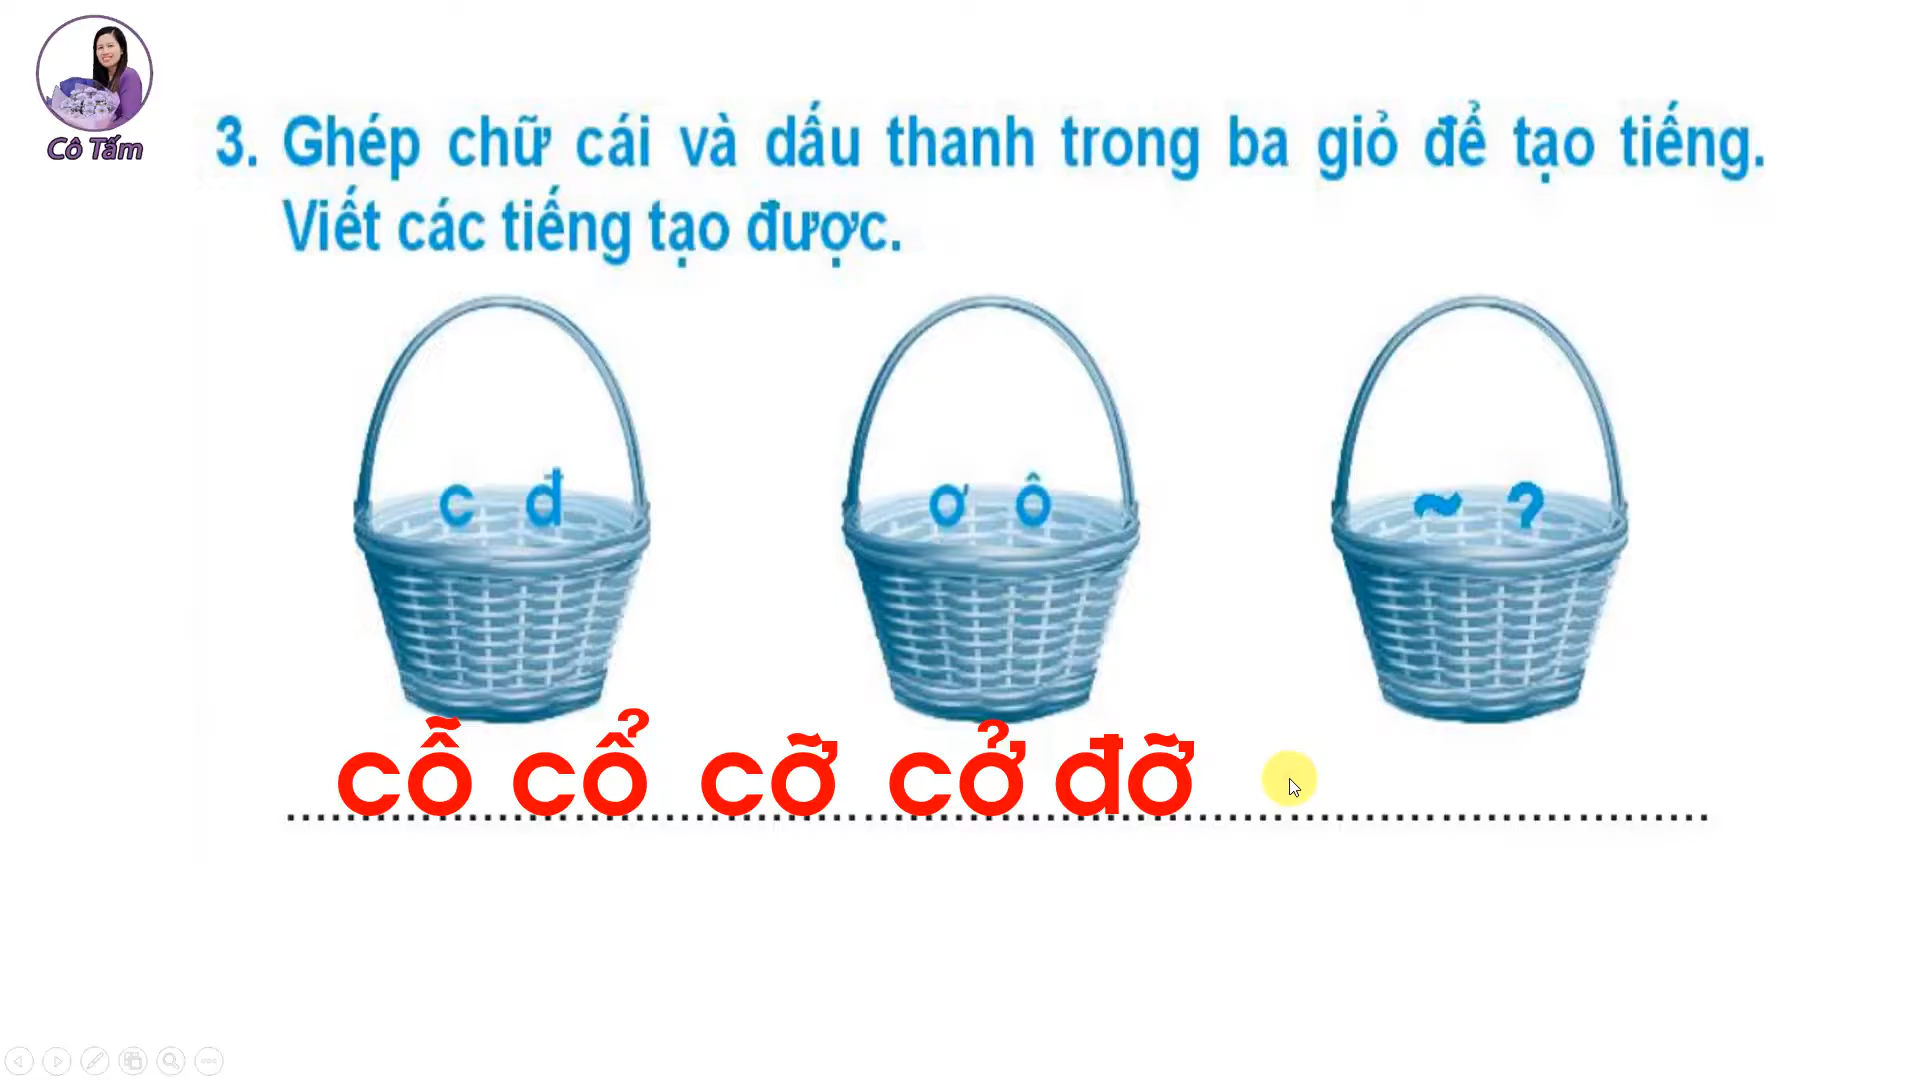 Cô Tấm
3. Ghép chữ cái và dấu thanh trong ba giỏ để tạo tiếng.
Viết các tiếng tạo được.
c đ ơ ô ~ ?
cỗ cổ cỡ cở đỡ